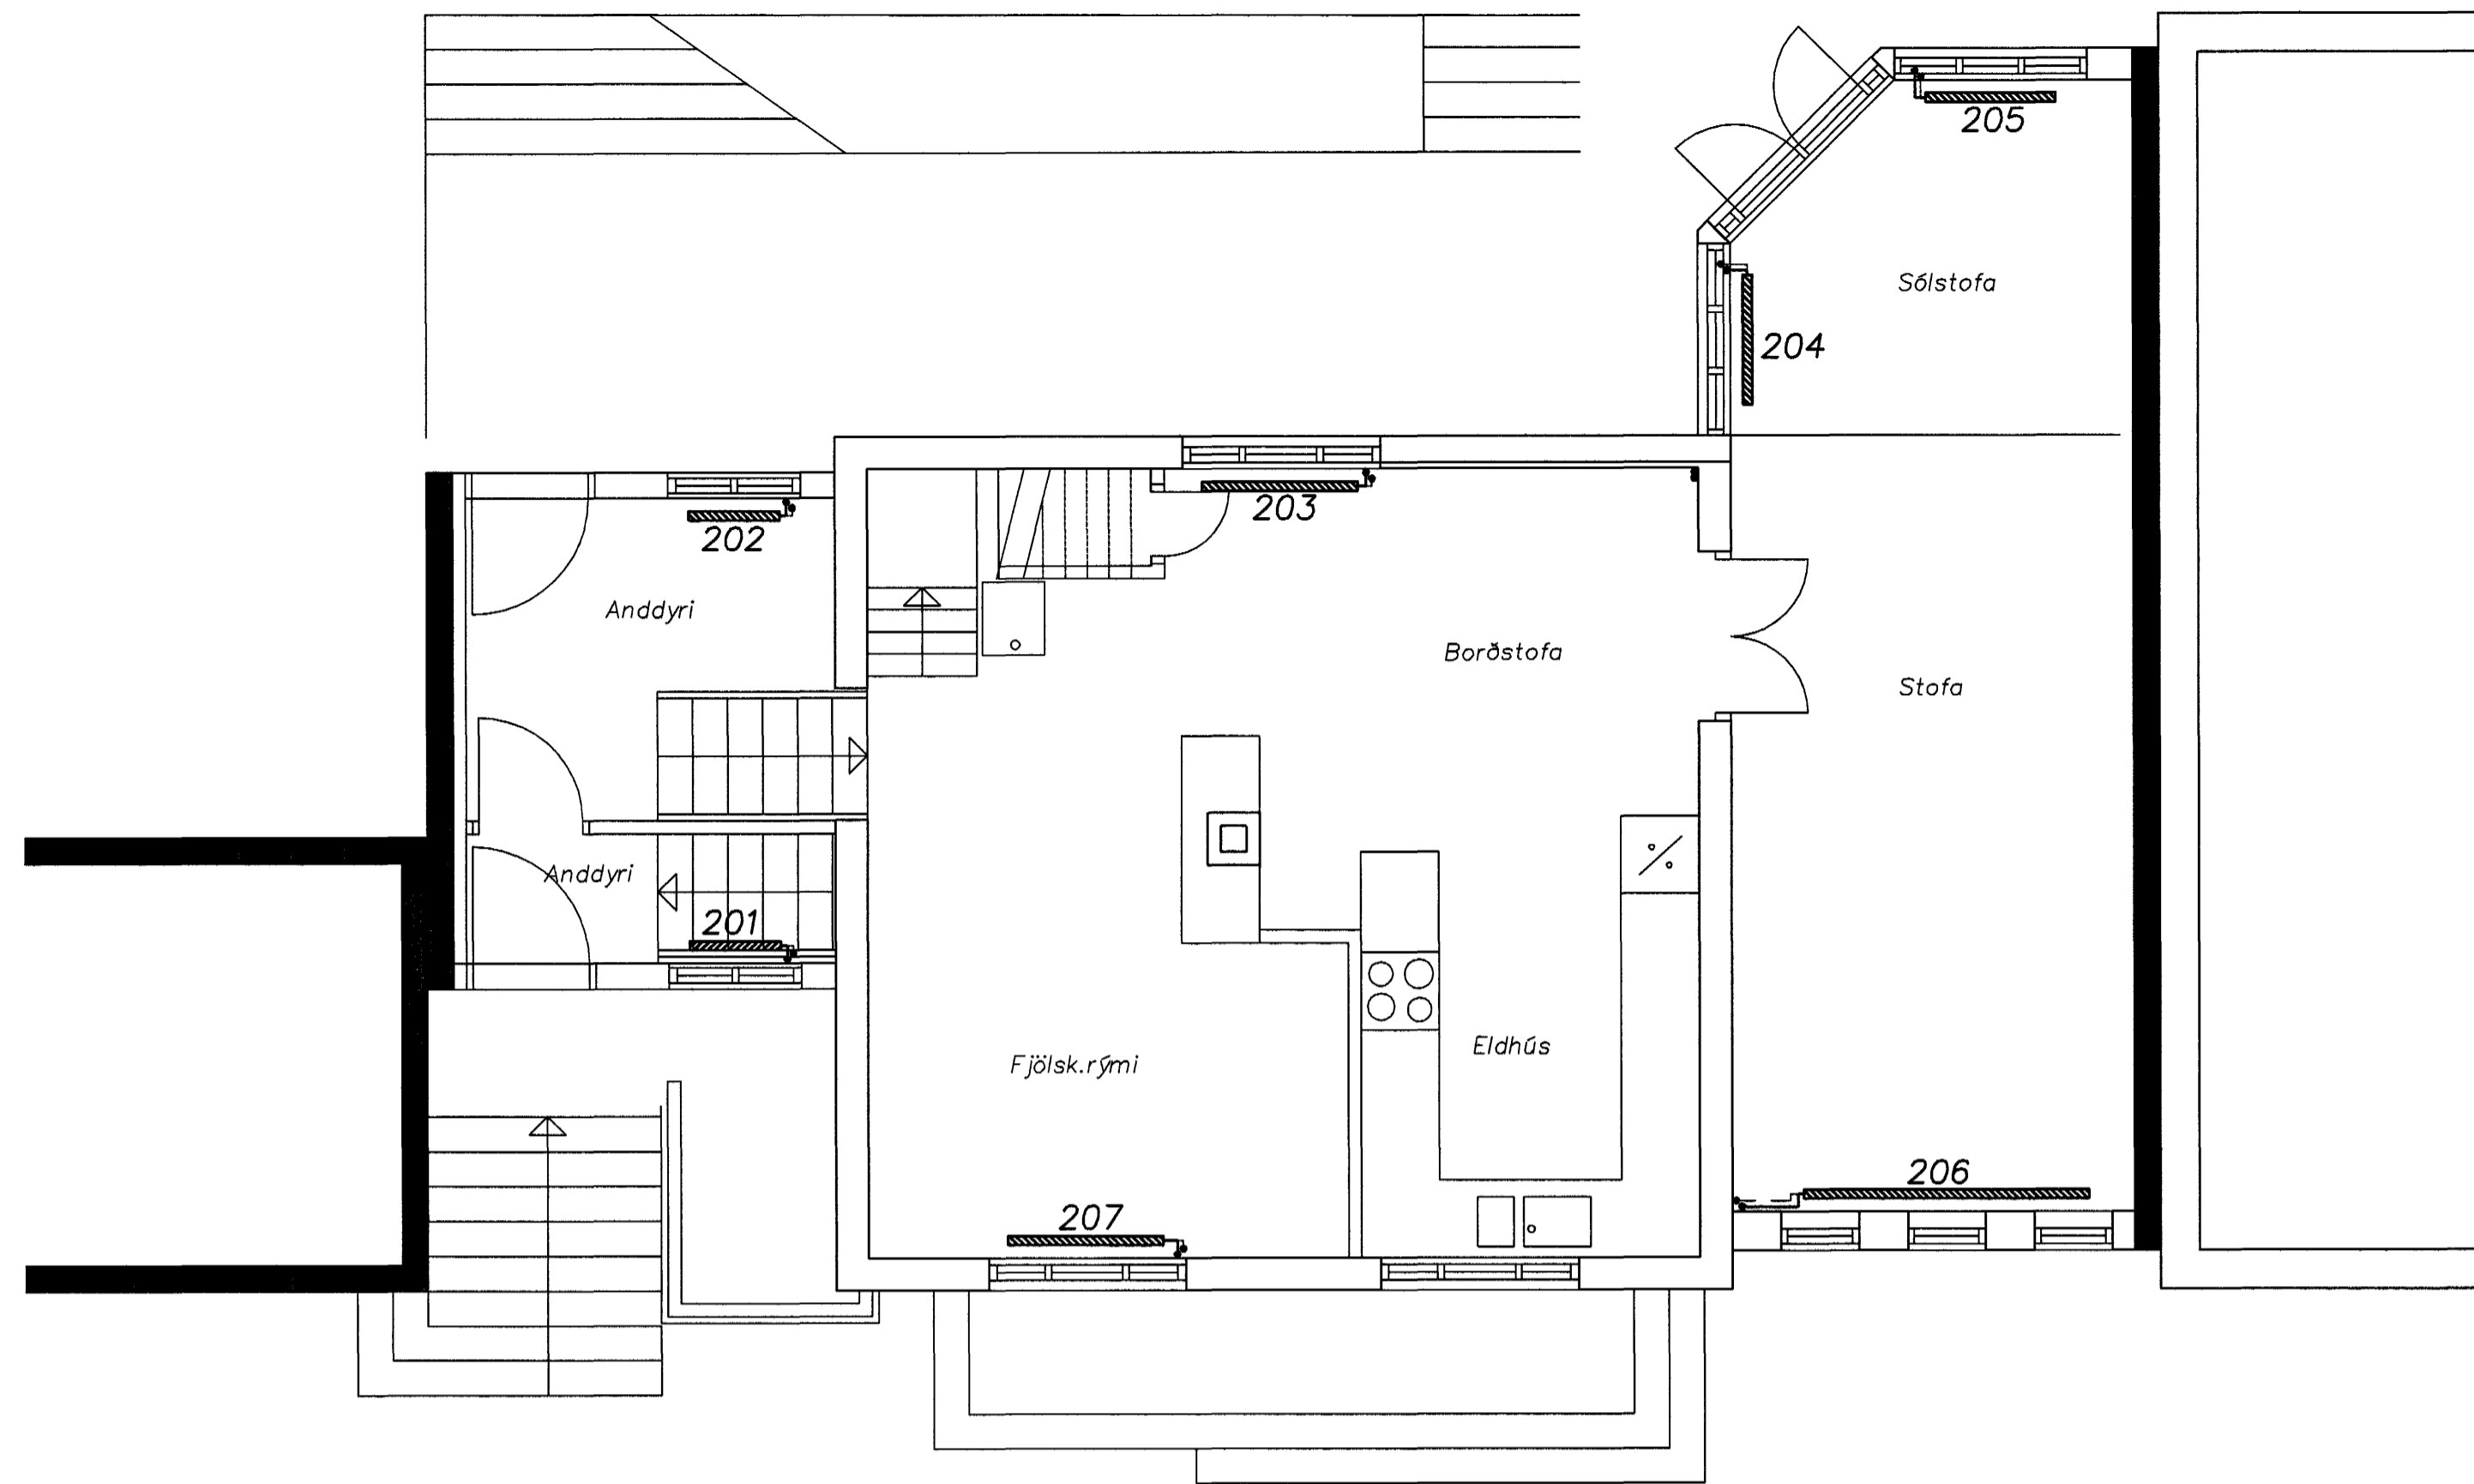 205
Sólstofa
204
203
202
Anddyri
Borðstofa
Stofa
Anddyri
201
Eldhús
Fjölsk.rými
206
207